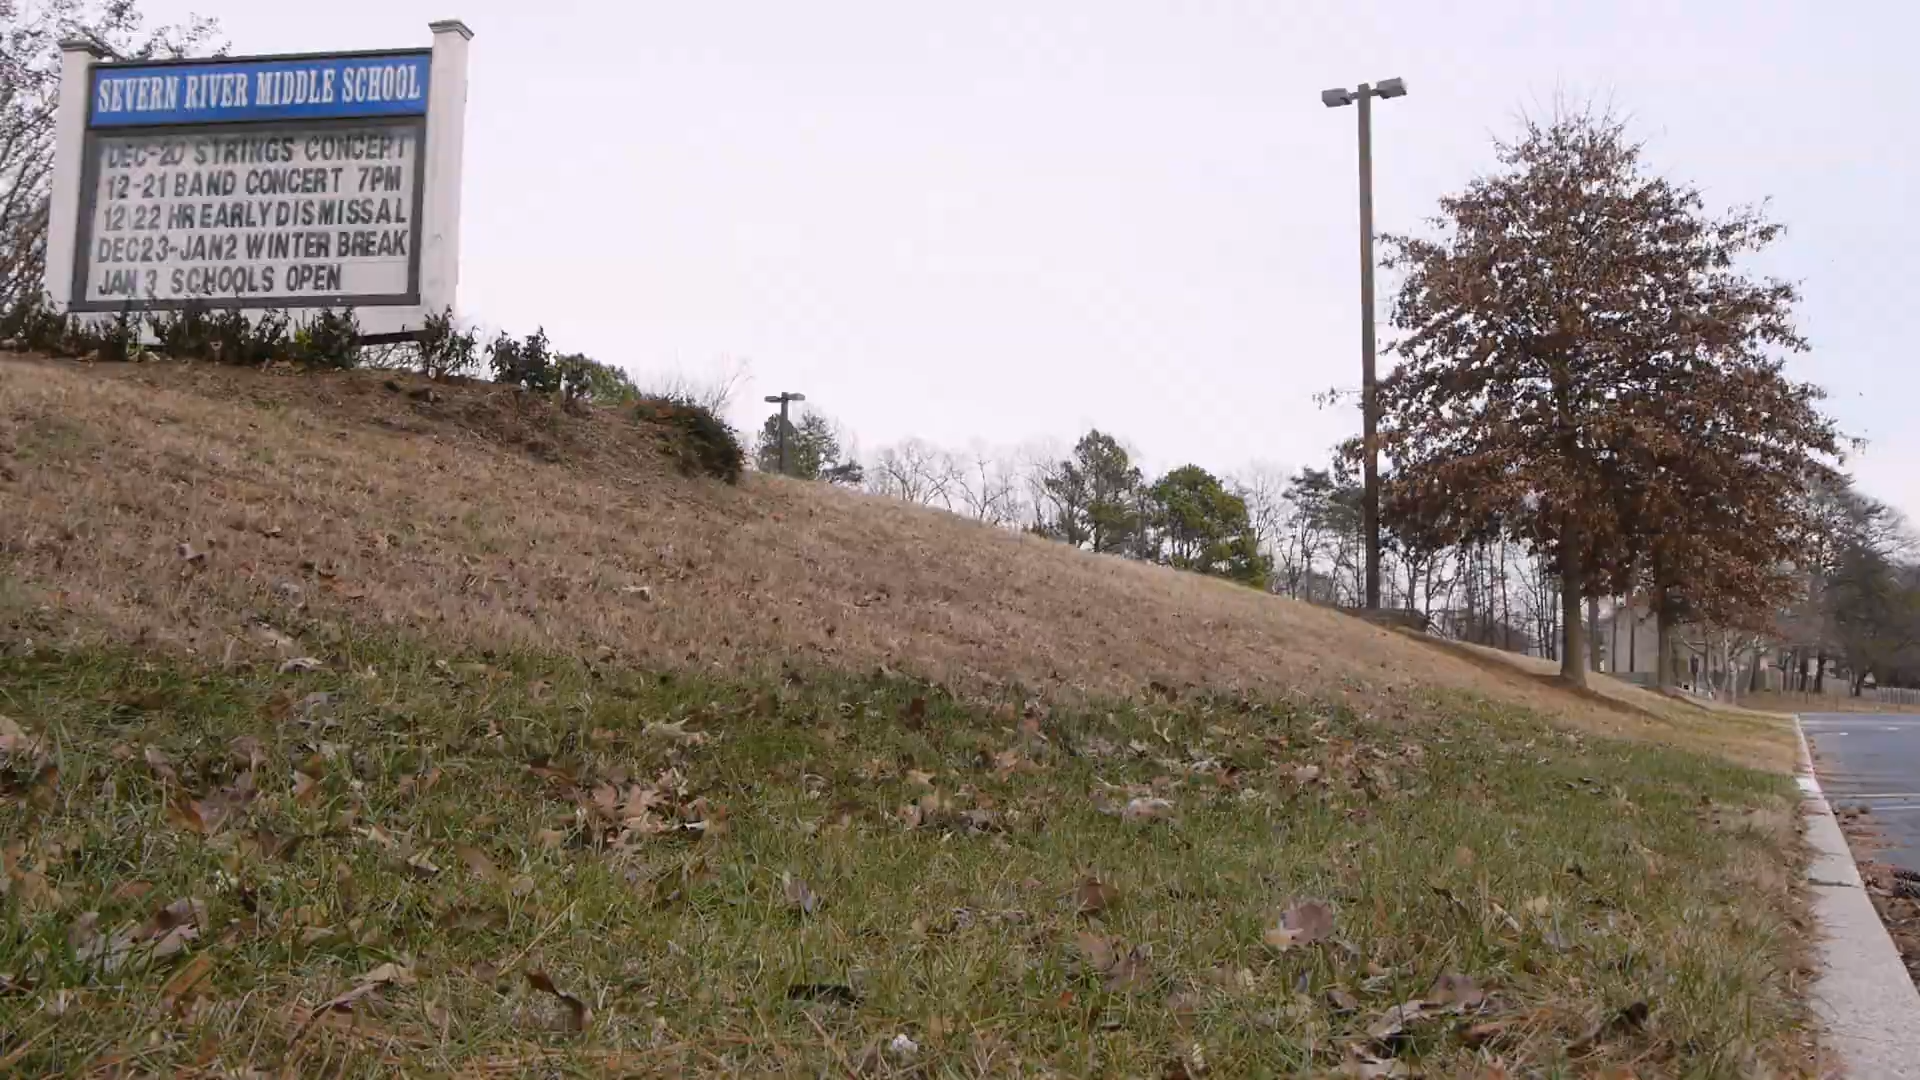 SEVERN RIVER MIDDLE SCHOOL
DEC-20 STRINGS CONCERT
12-21 BAND CONCERT 7PM
12\22 HR EARLY DISMISSAL
DEC23-JAN2 WINTER BREAK
JAN 3 SCHOOLS OPEN